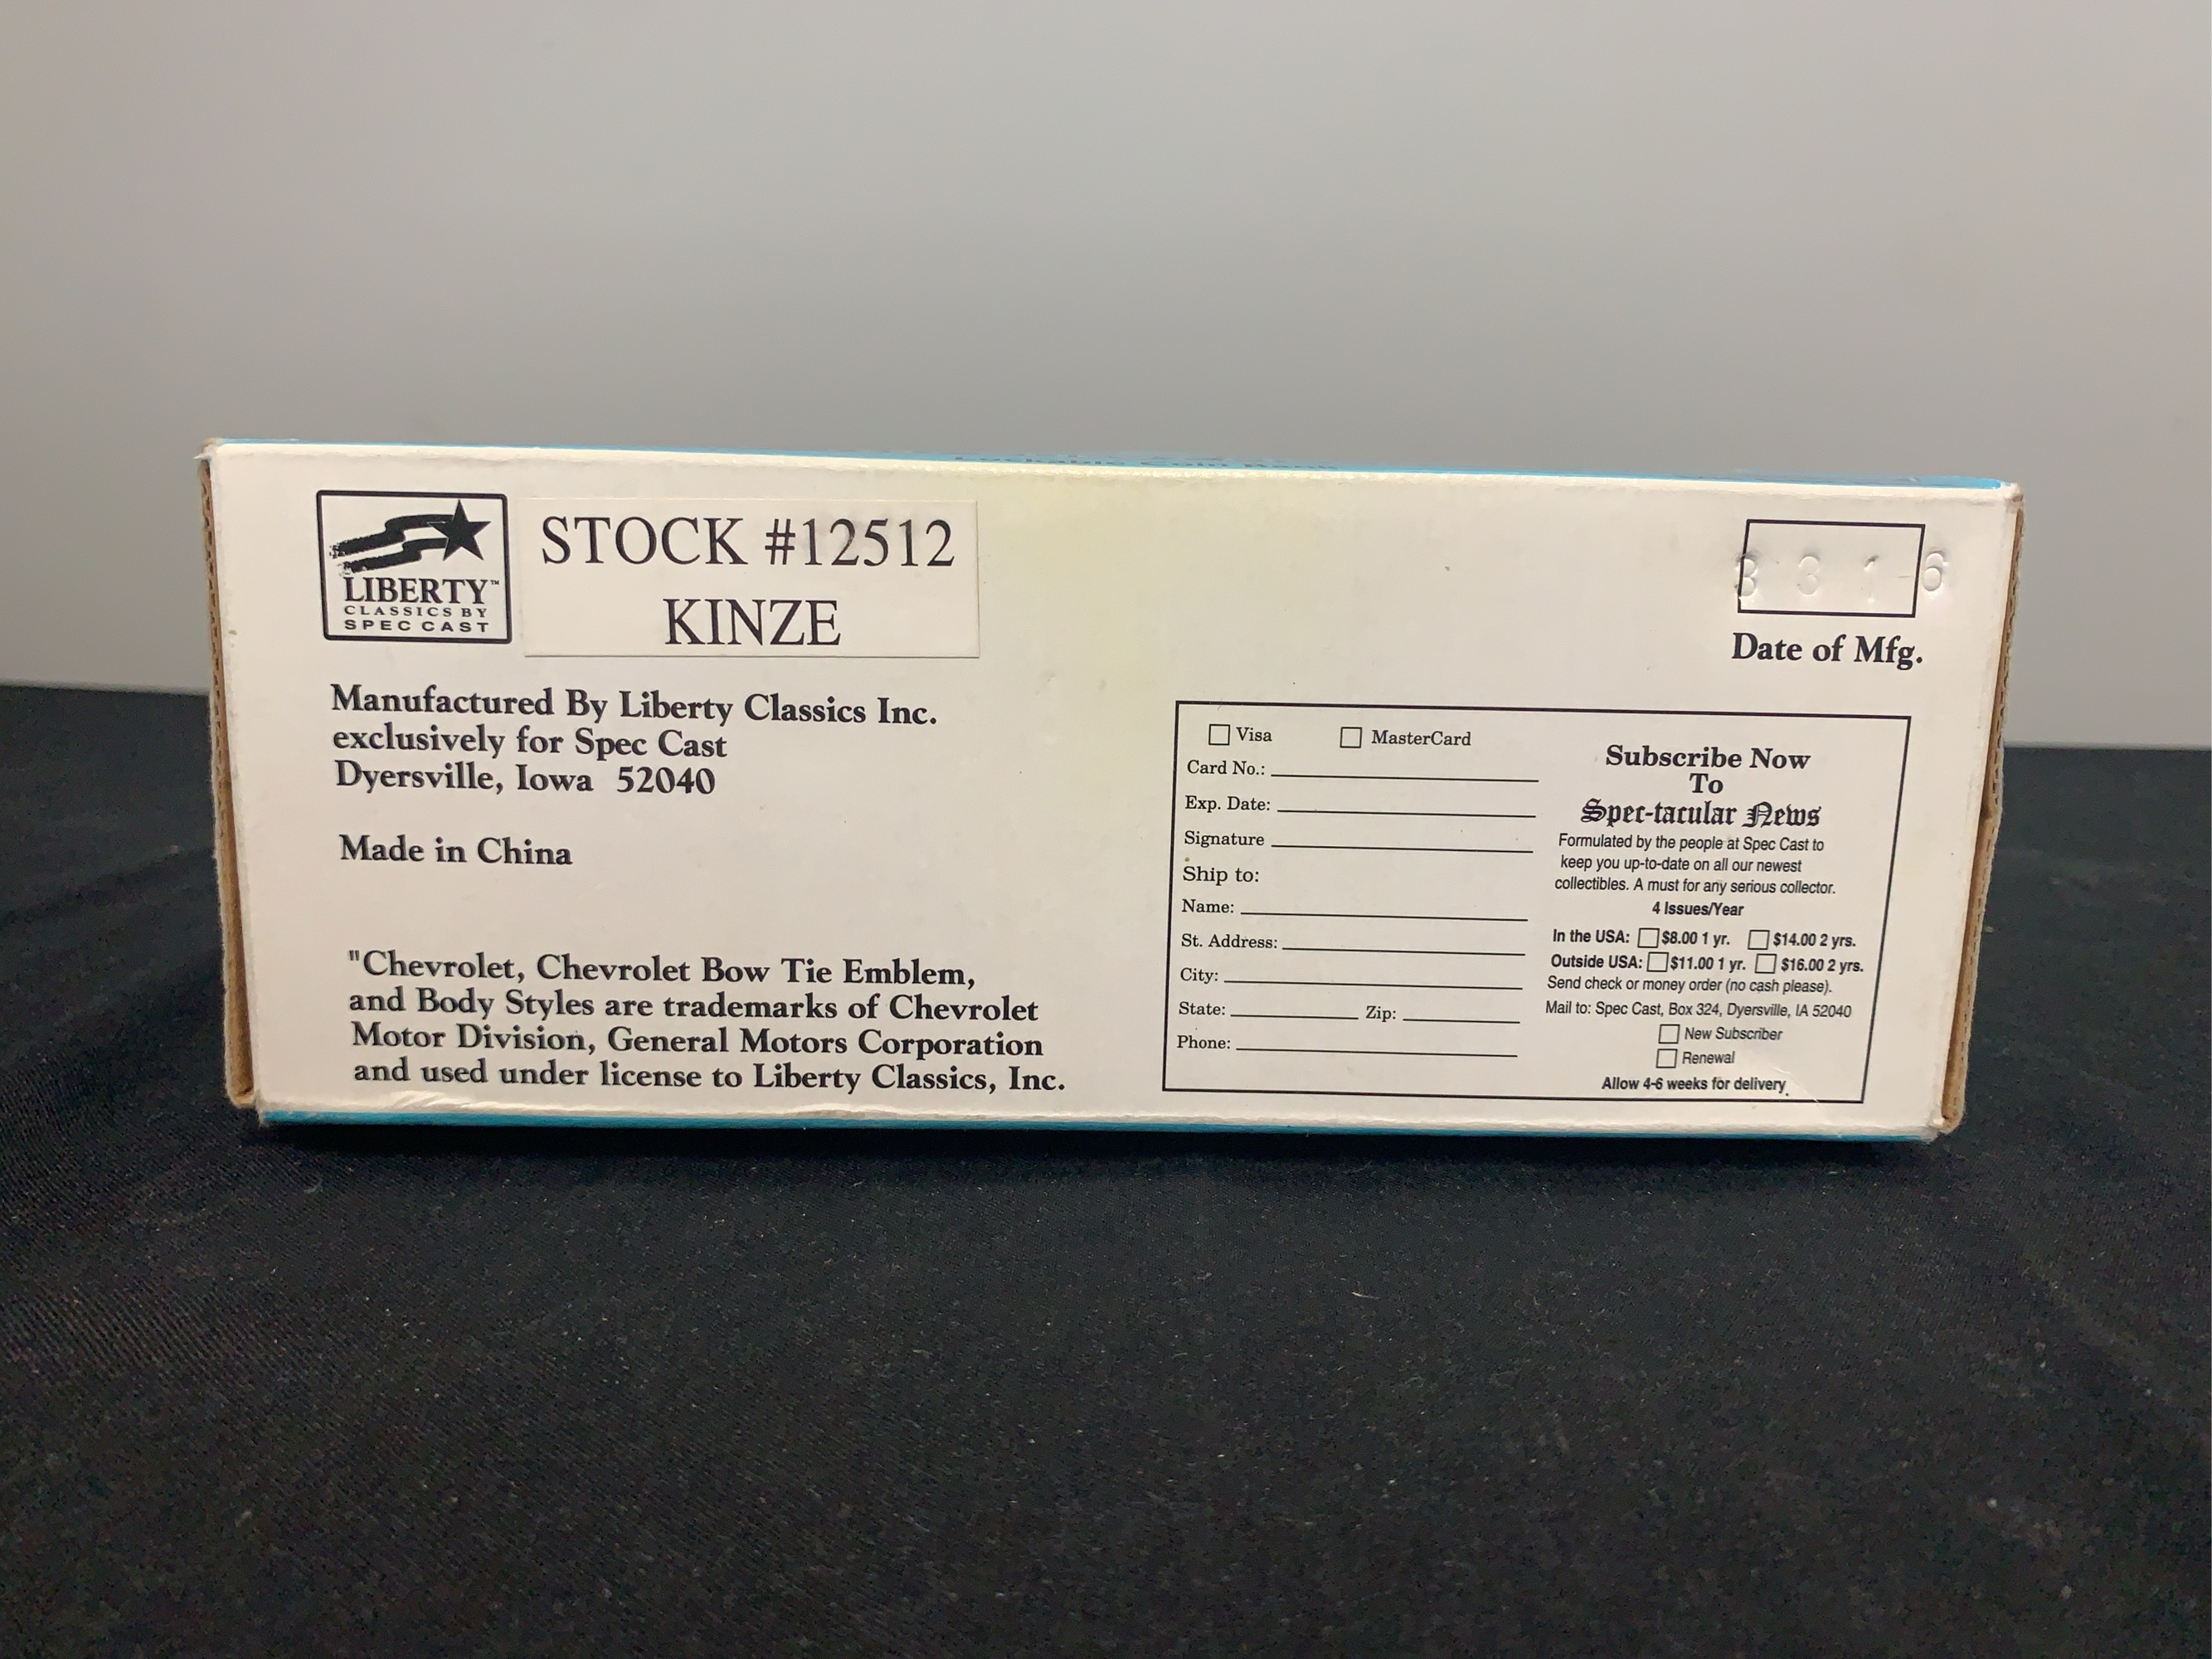 Lockable Coin Bank
LIBERTY™
CLASSICS BY
SPEC CAST
STOCK #12512
KINZE
3 3 1 6
Date of Mfg.
Manufactured By Liberty Classics Inc.
exclusively for Spec Cast
Dyersville, Iowa 52040
Made in China
"Chevrolet, Chevrolet Bow Tie Emblem,
and Body Styles are trademarks of Chevrolet
Motor Division, General Motors Corporation
and used under license to Liberty Classics, Inc.
Visa MasterCard
Card No.:
Exp. Date:
Signature
Ship to:
Name:
St. Address:
City:
State: Zip:
Phone:
Subscribe Now
To
Spec-tacular News
Formulated by the people at Spec Cast to
keep you up-to-date on all our newest
collectibles. A must for any serious collector.
4 Issues/Year
In the USA: $8.00 1 yr. $14.00 2 yrs.
Outside USA: $11.00 1 yr. $16.00 2 yrs.
Send check or money order (no cash please).
Mail to: Spec Cast, Box 324, Dyersville, IA 52040
New Subscriber
Renewal
Allow 4-6 weeks for delivery.